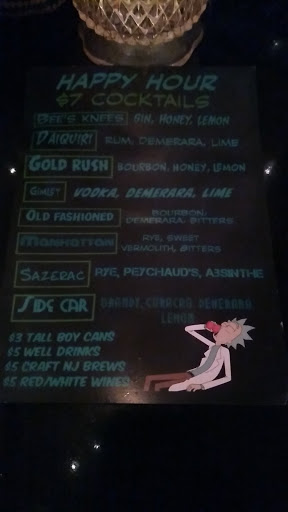 HAPPY HOUR
$7 COCKTAILS
BEE'S KNEES GIN, HONEY, LEMON
DAIQUIRI RUM, DEMERARA, LIME
GOLD RUSH BOURBON, HONEY, LEMON
GIMLET VODKA, DEMERARA, LIME
OLD FASHIONED BOURBON,
DEMERARA, BITTERS
MANHATTAN RYE, SWEET
VERMOUTH, BITTERS
SAZERAC RYE, PEYCHAUD'S, ABSINTHE
SIDE CAR BRANDY, CURACAO, DEMERARA
LEMON
$3 TALL BOY CANS
$5 WELL DRINKS
$5 CRAFT NJ BREWS
$5 RED/WHITE WINES